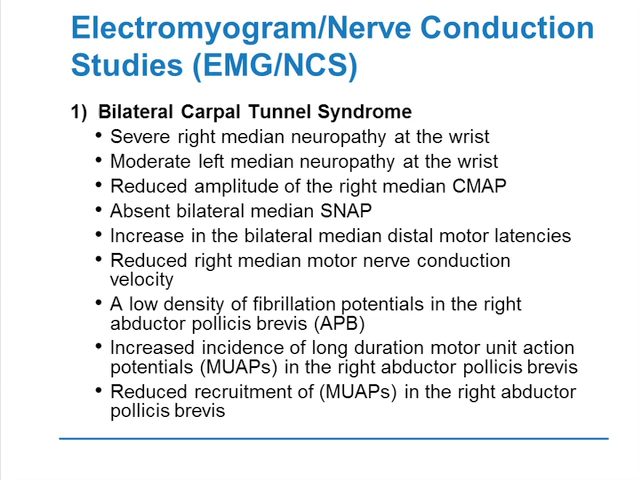 Electromyogram/Nerve Conduction
Studies (EMG/NCS)
1) Bilateral Carpal Tunnel Syndrome
• Severe right median neuropathy at the wrist
• Moderate left median neuropathy at the wrist
• Reduced amplitude of the right median CMAP
• Absent bilateral median SNAP
• Increase in the bilateral median distal motor latencies
• Reduced right median motor nerve conduction
velocity
• A low density of fibrillation potentials in the right
abductor pollicis brevis (APB)
• Increased incidence of long duration motor unit action
potentials (MUAPs) in the right abductor pollicis brevis
• Reduced recruitment of (MUAPs) in the right abductor
pollicis brevis